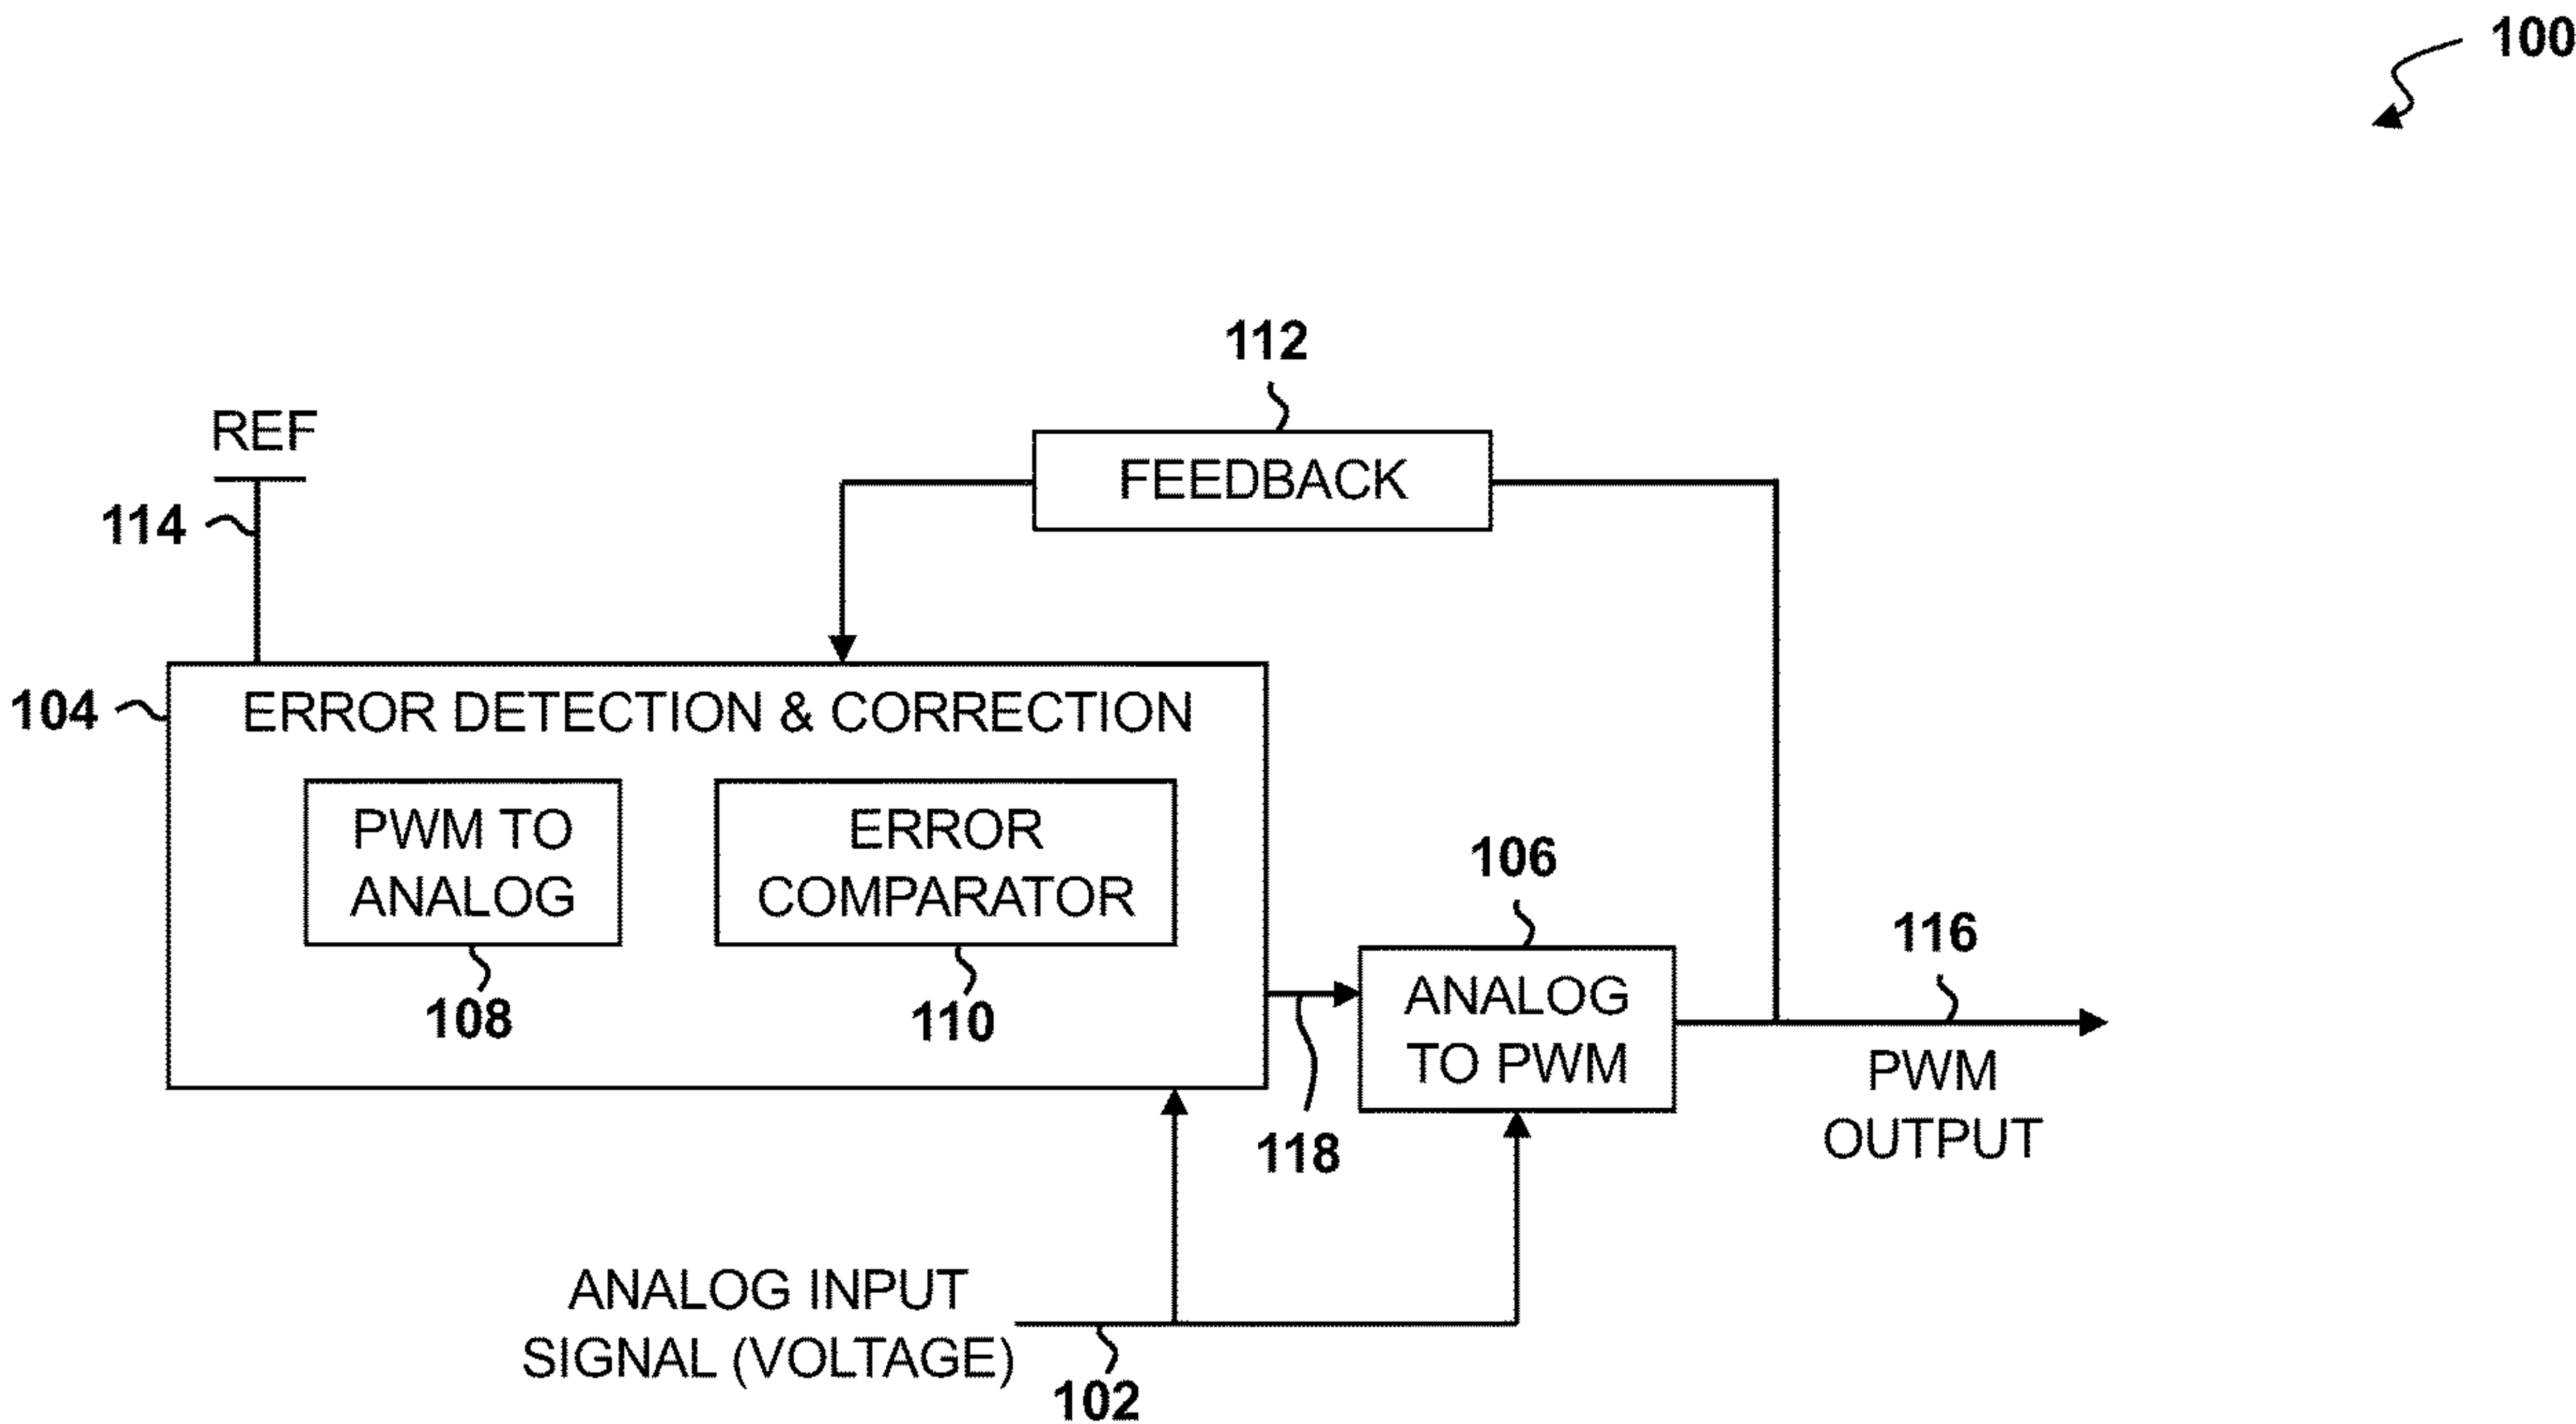 100
112
REF
FEEDBACK
114
104
ERROR DETECTION & CORRECTION
PWM TO
ANALOG
ERROR
COMPARATOR
108
110
106
ANALOG
TO PWM
116
PWM
OUTPUT
118
ANALOG INPUT
SIGNAL (VOLTAGE)
102